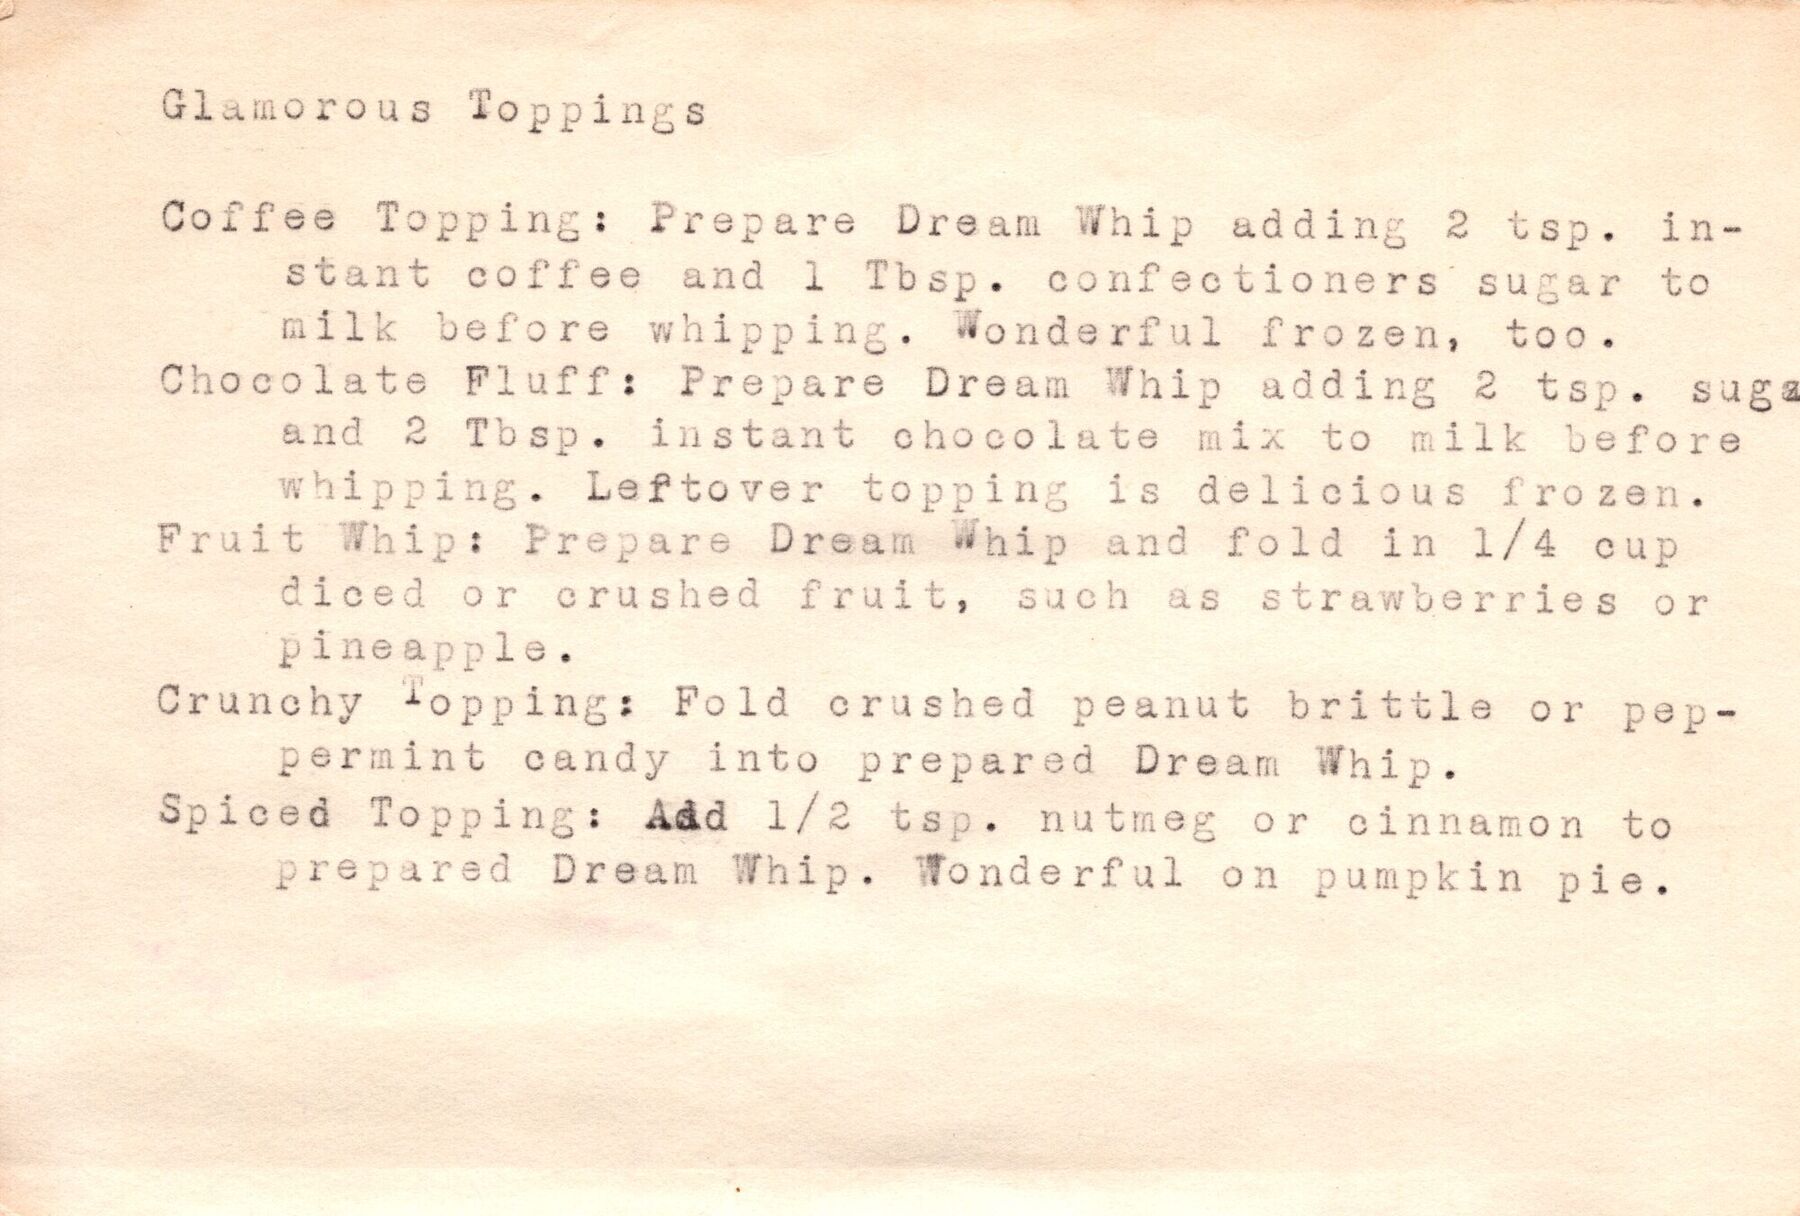 Glamorous Toppings
Coffee Topping: Prepare Dream Whip adding 2 tsp. in-
stant coffee and 1 Tbsp. confectioners sugar to
milk before whipping. Wonderful frozen, too.
Chocolate Fluff: Prepare Dream Whip adding 2 tsp. suga
and 2 Tbsp. instant chocolate mix to milk before
whipping. Leftover topping is delicious frozen.
Fruit Whip: Prepare Dream Whip and fold in 1/4 cup
diced or crushed fruit, such as strawberries or
pineapple.
Crunchy Topping: Fold crushed peanut brittle or pep-
permint candy into prepared Dream Whip.
Spiced Topping: Add 1/2 tsp. nutmeg or cinnamon to
prepared Dream Whip. Wonderful on pumpkin pie.